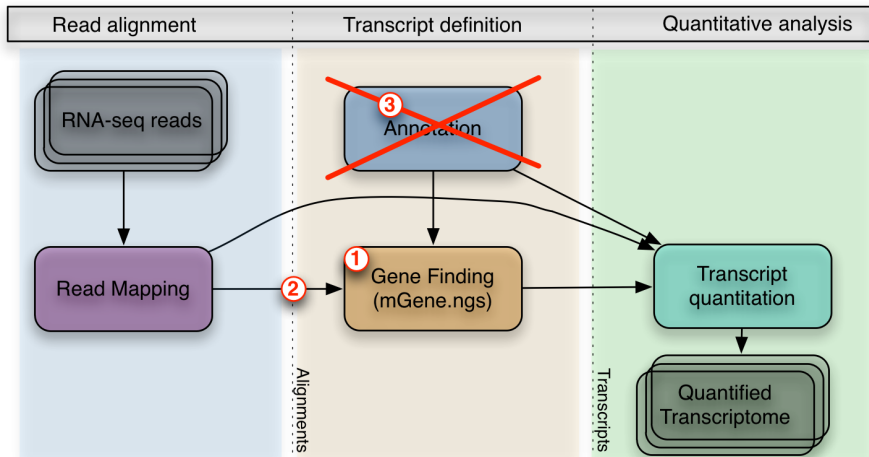 Read alignment
Transcript definition
Quantitative analysis
RNA-seq reads
3
Annotation
Read Mapping
2
1
Gene Finding
(mGene.ngs)
Transcript
quantitation
Alignments
Transcripts
Quantified
Transcriptome